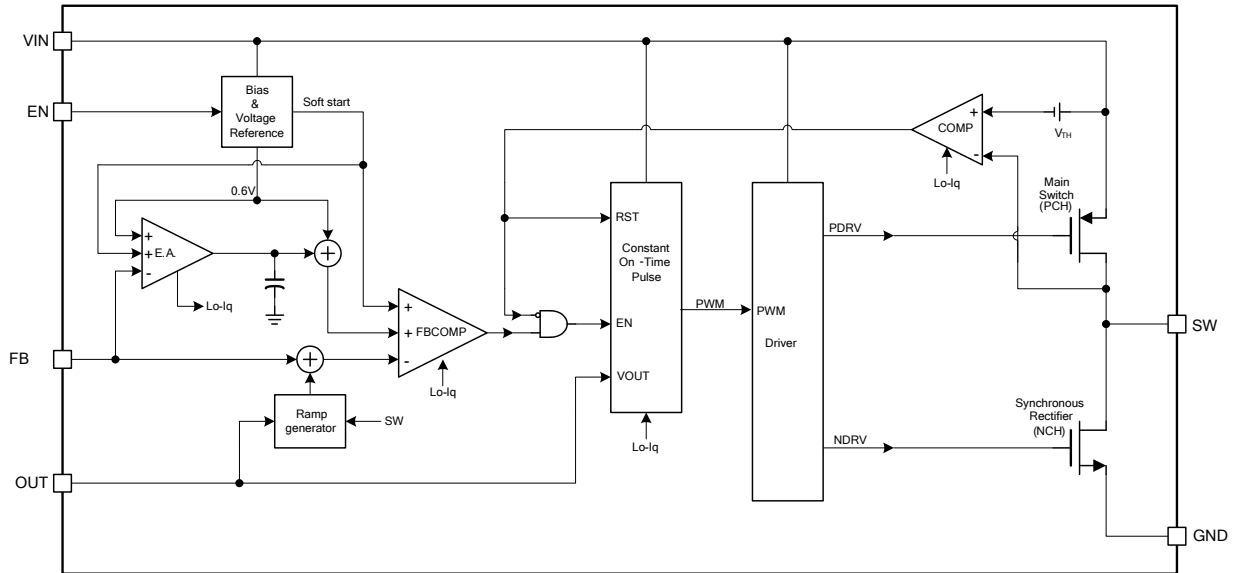 VIN
EN
Bias
&
Voltage
Reference
Soft start
0.6V
+
+
-
E.A.
Lo-Iq
+
FB
+
Ramp
generator
SW
OUT
+
+
-
FBCOMP
Lo-Iq
RST
Constant
On -Time
Pulse
EN
VOUT
Lo-Iq
PWM
PWM
Driver
PDRV
NDRV
COMP
+
-
Lo-Iq
VTH
Main
Switch
(PCH)
SW
Synchronous
Rectifier
(NCH)
GND